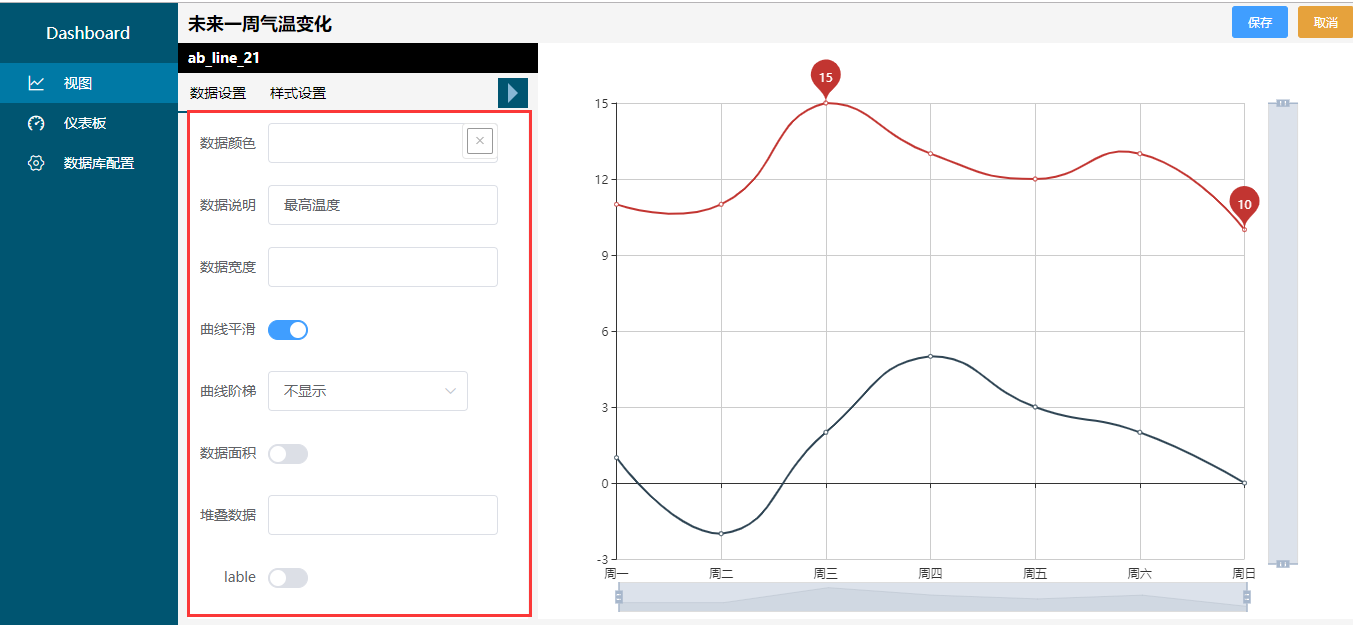 Dashboard
视图
仪表板
数据库配置
未来一周气温变化
保存
取消
ab_line_21
数据设置
样式设置
数据颜色
数据说明
最高温度
数据宽度
曲线平滑
曲线阶梯
不显示
数据面积
堆叠数据
lable
15
10
15
12
9
6
3
0
-3
周一 周二 周三 周四 周五 周六 周日